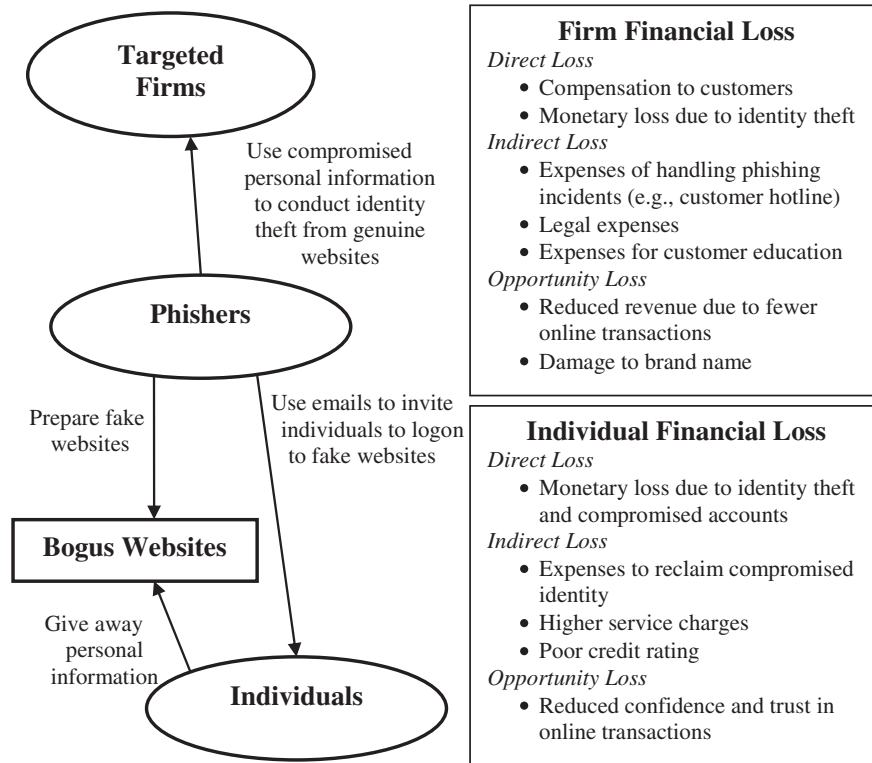 Targeted
Firms
Use compromised
personal information
to conduct identity
theft from genuine
websites
Phishers
Prepare fake
websites
Use emails to invite
individuals to logon
to fake websites
Bogus Websites
Give away
personal
information
Individuals
Firm Financial Loss
Direct Loss
• Compensation to customers
• Monetary loss due to identity theft
Indirect Loss
• Expenses of handling phishing
incidents (e.g., customer hotline)
• Legal expenses
• Expenses for customer education
Opportunity Loss
• Reduced revenue due to fewer
online transactions
• Damage to brand name
Individual Financial Loss
Direct Loss
• Monetary loss due to identity theft
and compromised accounts
Indirect Loss
• Expenses to reclaim compromised
identity
• Higher service charges
• Poor credit rating
Opportunity Loss
• Reduced confidence and trust in
online transactions